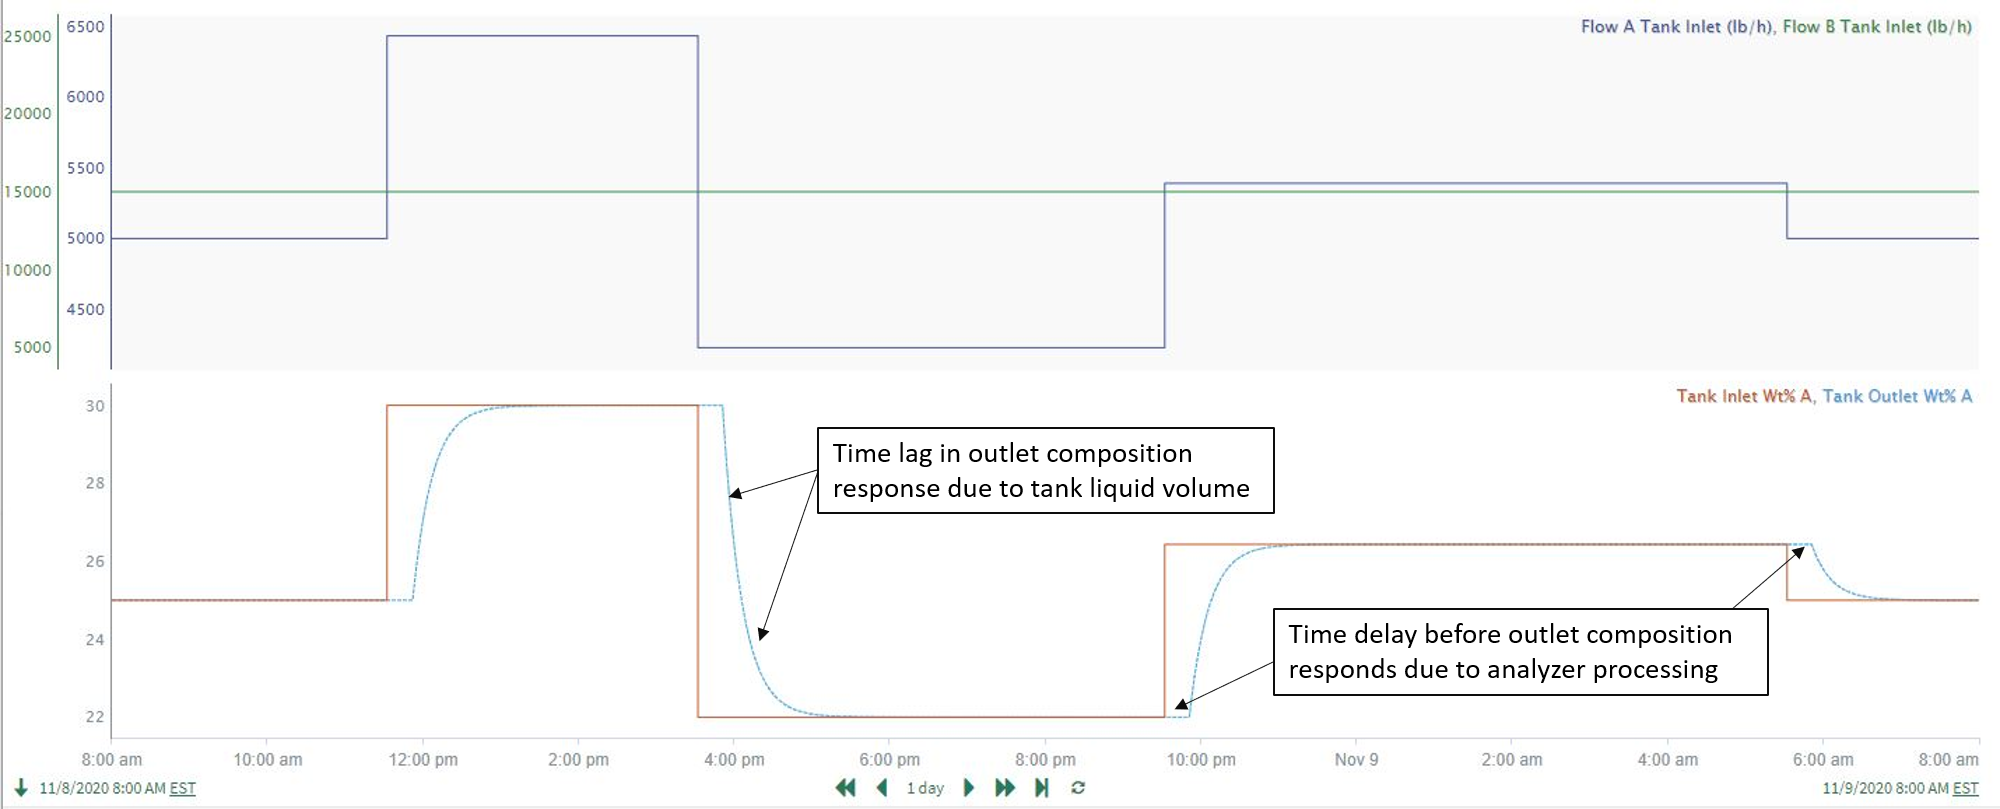 Flow A Tank Inlet (lb/h), Flow B Tank Inlet (lb/h)
25000
20000
15000
10000
5000
6500
6000
5500
5000
4500
Tank Inlet Wt% A, Tank Outlet Wt% A
30
28
26
24
22
Time lag in outlet composition
response due to tank liquid volume
Time delay before outlet composition
responds due to analyzer processing
8:00 am 10:00 am 12:00 pm 2:00 pm 4:00 pm 6:00 pm 8:00 pm 10:00 pm Nov 9 2:00 am 4:00 am 6:00 am 8:00 am
11/8/2020 8:00 AM EST 1 day 11/9/2020 8:00 AM EST